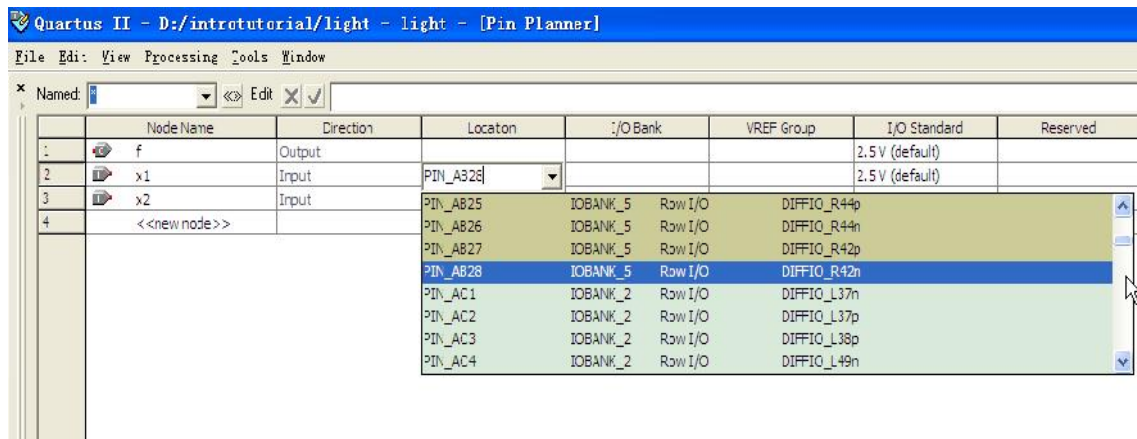 Quartus II - D:/introtutorial/light - light - [Pin Planner]
File Edit View Processing Tools Window
Named: * Edit
Node Name Direction Location I/O Bank VREF Group I/O Standard Reserved
1 f Output 2.5 V (default)
2 x1 Input PIN_AB28 2.5 V (default)
3 x2 Input PIN_AB25 IOBANK_5 Row I/O DIFFIO_R44p
4 <<new node>> PIN_AB26 IOBANK_5 Row I/O DIFFIO_R44n
PIN_AB27 IOBANK_5 Row I/O DIFFIO_R42p
PIN_AB28 IOBANK_5 Row I/O DIFFIO_R42n
PIN_AC1 IOBANK_2 Row I/O DIFFIO_L37n
PIN_AC2 IOBANK_2 Row I/O DIFFIO_L37p
PIN_AC3 IOBANK_2 Row I/O DIFFIO_L38p
PIN_AC4 IOBANK_2 Row I/O DIFFIO_L49n